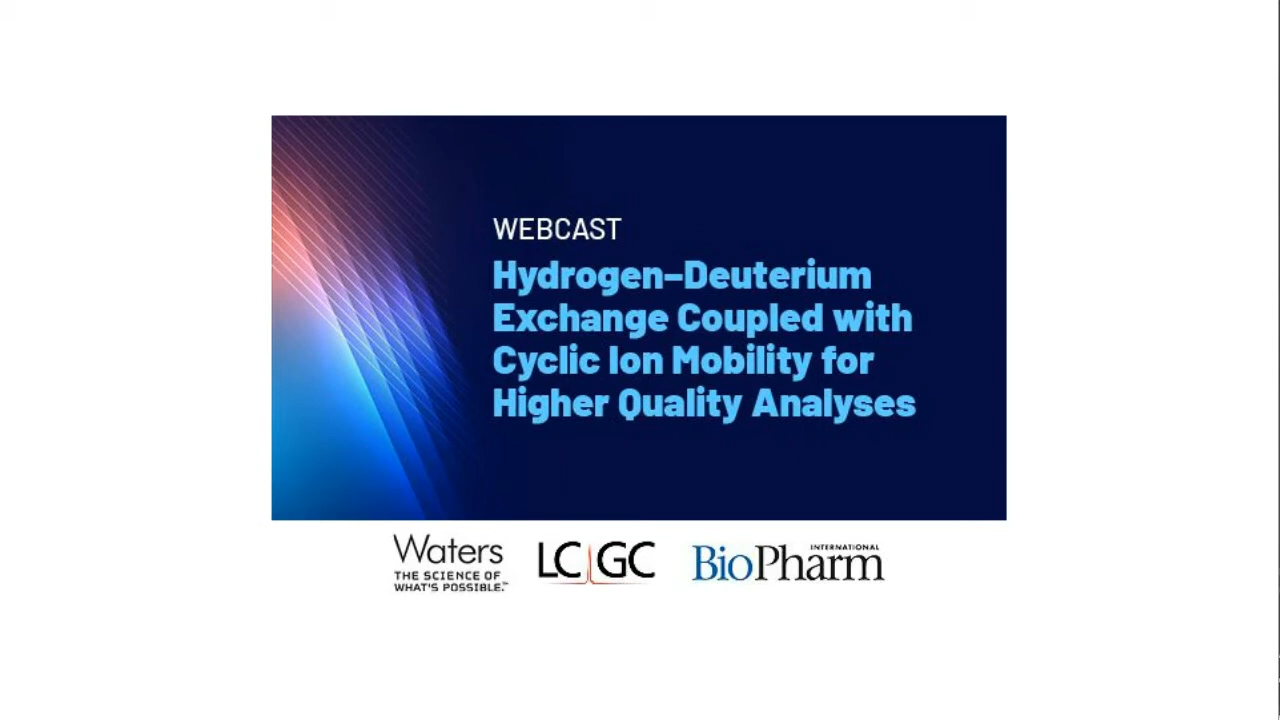 WEBCAST
Hydrogen–Deuterium
Exchange Coupled with
Cyclic Ion Mobility for
Higher Quality Analyses
Waters
THE SCIENCE OF
WHAT'S POSSIBLE.™
LC GC
INTERNATIONAL
BioPharm